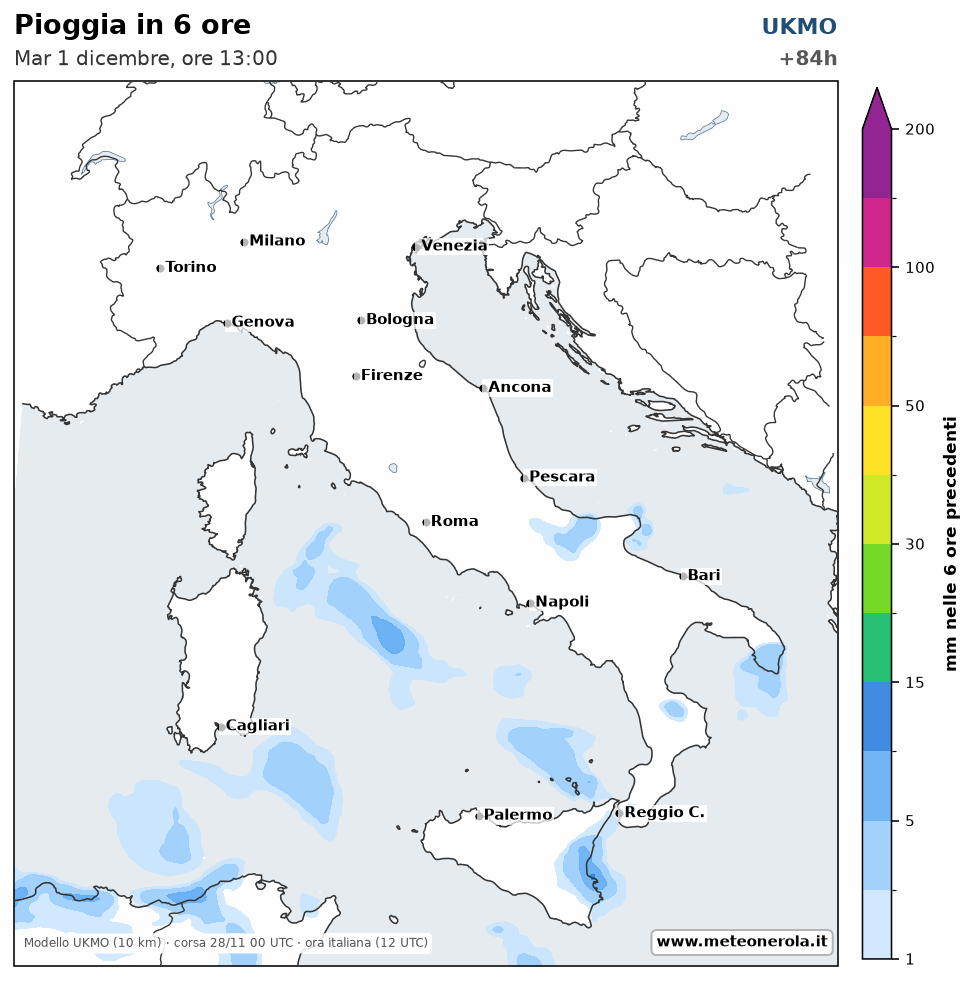 Pioggia in 6 ore
UKMO
Mar 1 dicembre, ore 13:00
+84h
200
Milano
Venezia
Torino
100
Genova
Bologna
Firenze
Ancona
50
Pescara
Roma
30
Bari
Napoli
15
Cagliari
Palermo
Reggio C.
5
mm nelle 6 ore precedenti
Modello UKMO (10 km) · corsa 28/11 00 UTC · ora italiana (12 UTC)
www.meteonerola.it
1